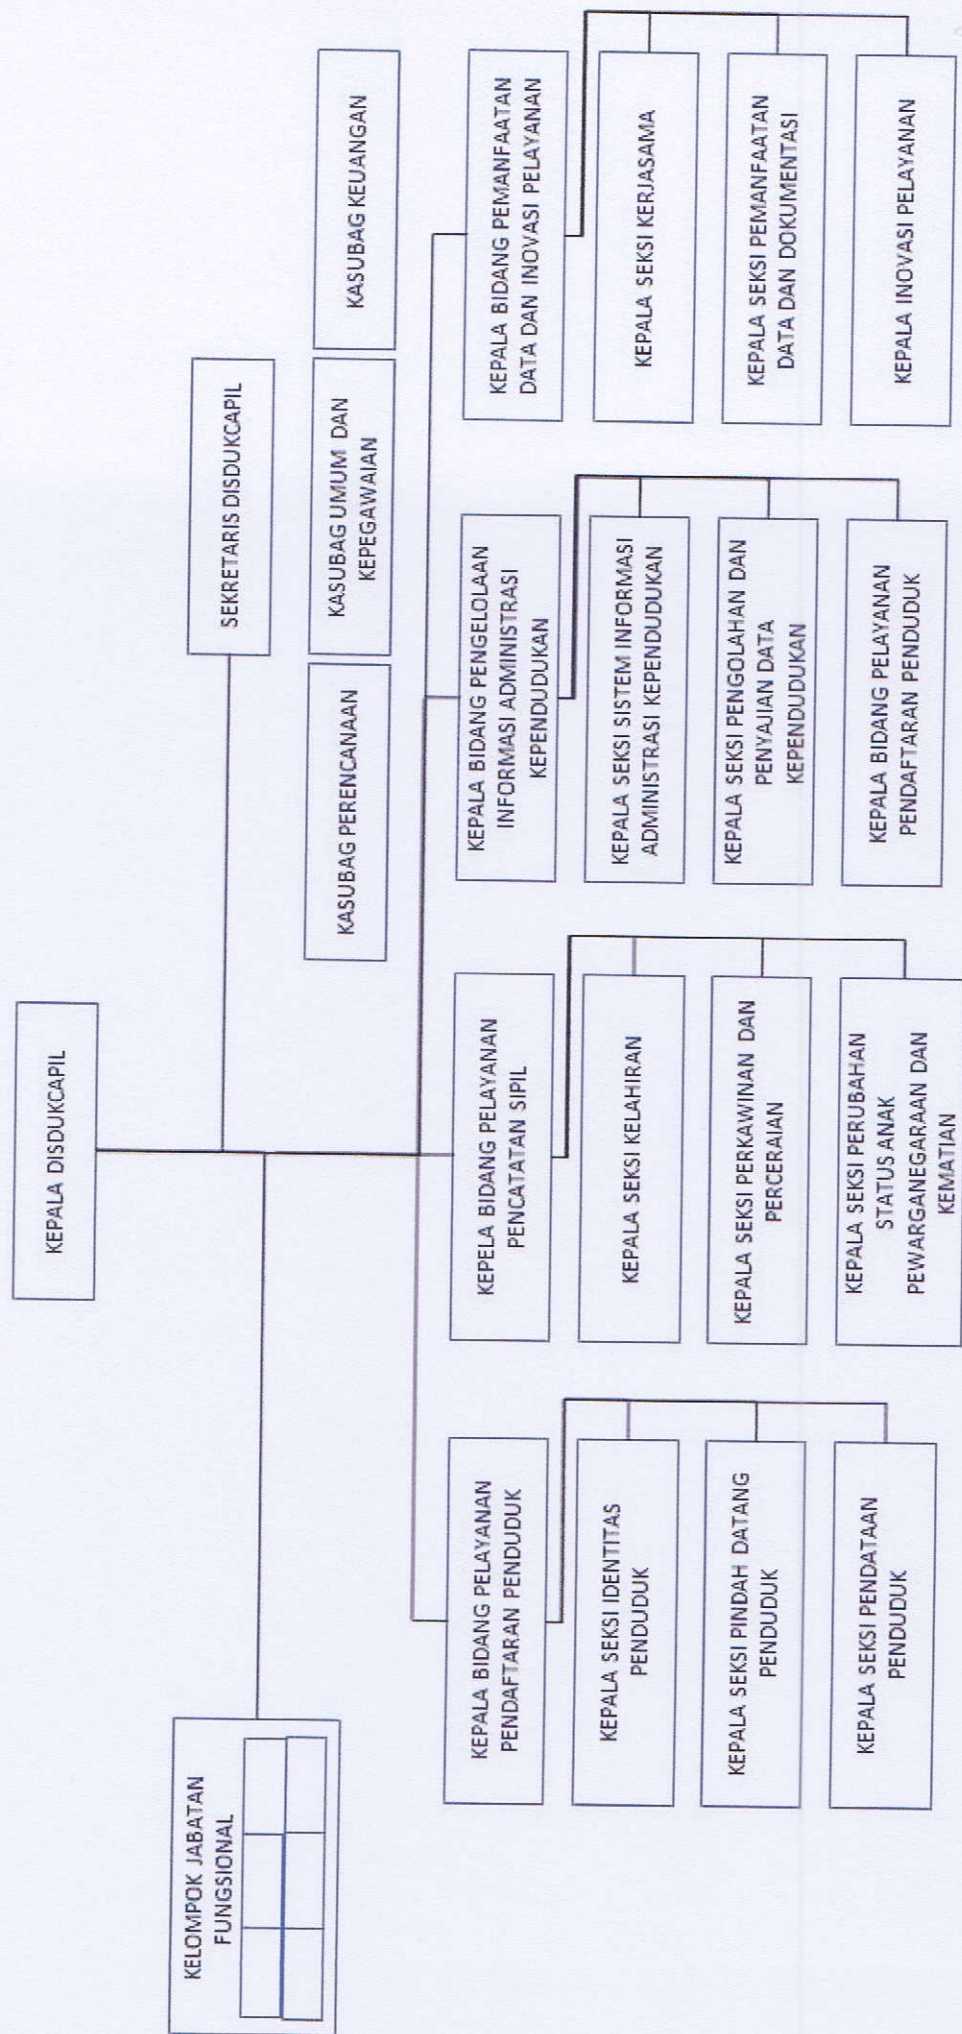 KEPALA DISDUKCAPIL
KELOMPOK JABATAN
FUNGSIONAL
SEKRETARIS DISDUKCAPIL
KASUBAG PERENCANAAN
KASUBAG UMUM DAN
KEPEGAWAIAN
KASUBAG KEUANGAN
KEPALA BIDANG PELAYANAN
PENDAFTARAN PENDUDUK
KEPALA SEKSI IDENTITAS
PENDUDUK
KEPALA SEKSI PINDAH DATANG
PENDUDUK
KEPALA SEKSI PENDATAAN
PENDUDUK
KEPELA BIDANG PELAYANAN
PENCATATAN SIPIL
KEPALA SEKSI KELAHIRAN
KEPALA SEKSI PERKAWINAN DAN
PERCERAIAN
KEPALA SEKSI PERUBAHAN
STATUS ANAK
PEWARGANEGARAAN DAN
KEMATIAN
KEPALA BIDANG PENGELOLAAN
INFORMASI ADMINISTRASI
KEPENDUDUKAN
KEPALA SEKSI SISTEM INFORMASI
ADMINISTRASI KEPENDUDUKAN
KEPALA SEKSI PENGOLAHAN DAN
PENYAJIAN DATA
KEPENDUDUKAN
KEPALA BIDANG PELAYANAN
PENDAFTARAN PENDUDUK
KEPALA BIDANG PEMANFAATAN
DATA DAN INOVASI PELAYANAN
KEPALA SEKSI KERJASAMA
KEPALA SEKSI PEMANFAATAN
DATA DAN DOKUMENTASI
KEPALA INOVASI PELAYANAN